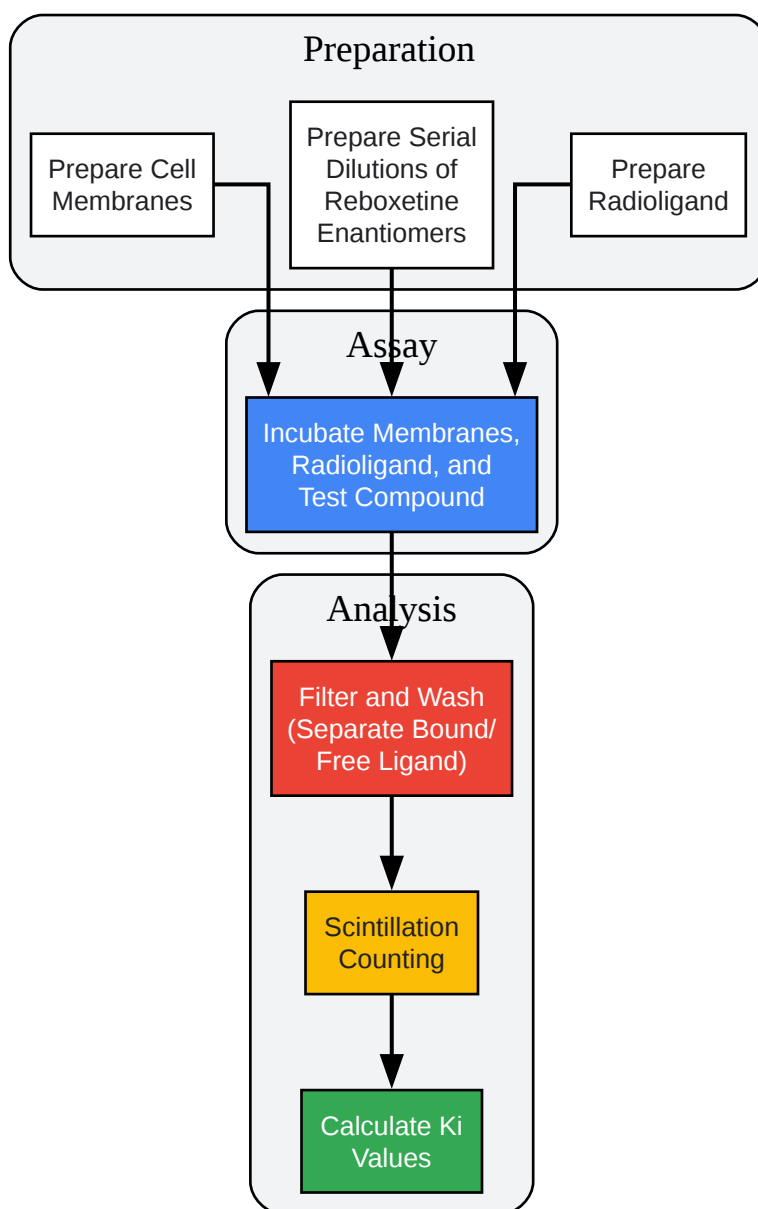 Preparation
Prepare Cell
Membranes
Prepare Serial
Dilutions of
Reboxetine
Enantiomers
Prepare
Radioligand
Assay
Incubate Membranes,
Radioligand, and
Test Compound
Analysis
Filter and Wash
(Separate Bound/
Free Ligand)
Scintillation
Counting
Calculate Ki
Values